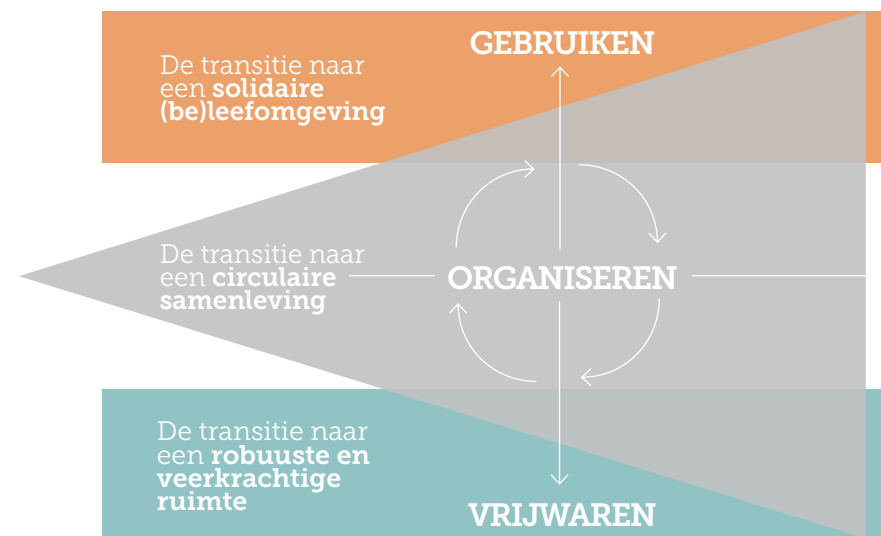 GEBRUIKEN
De transitie naar
een solidaire
(be)leefomgeving
De transitie naar
een circulaire
samenleving
ORGANISEREN
De transitie naar
een robuuste en
veerkrachtige
ruimte
VRIJWAREN